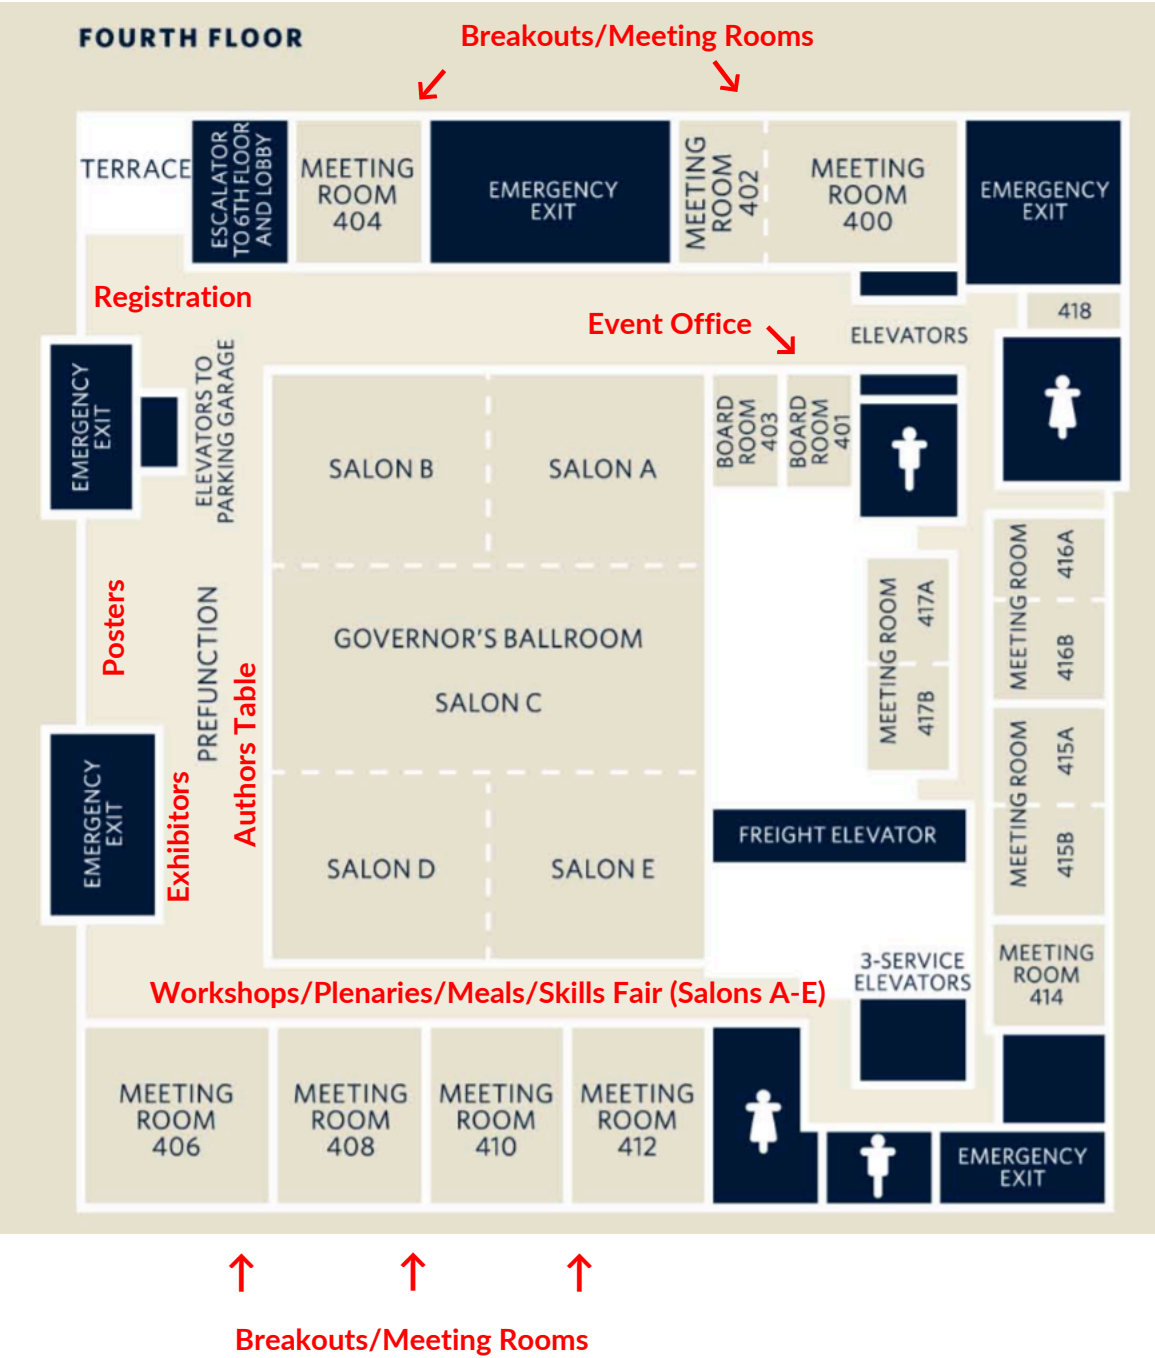 FOURTH FLOOR
Breakouts/Meeting Rooms
TERRACE
ESCALATOR
TO 6TH FLOOR
AND LOBBY
MEETING
ROOM
404
EMERGENCY
EXIT
MEETING
ROOM
402
MEETING
ROOM
400
EMERGENCY
EXIT
Registration
418
Event Office
ELEVATORS
EMERGENCY
EXIT
ELEVATORS TO
PARKING GARAGE
SALON B
SALON A
BOARD
ROOM
403
BOARD
ROOM
401
MEETING ROOM
416A
416B
MEETING ROOM
417A
417B
Posters
PREFUNCTION
Authors Table
GOVERNOR'S BALLROOM
SALON C
MEETING ROOM
415A
415B
EMERGENCY
EXIT
Exhibitors
SALON D
SALON E
FREIGHT ELEVATOR
MEETING
ROOM
414
3-SERVICE
ELEVATORS
Workshops/Plenaries/Meals/Skills Fair (Salons A-E)
MEETING
ROOM
406
MEETING
ROOM
408
MEETING
ROOM
410
MEETING
ROOM
412
EMERGENCY
EXIT
Breakouts/Meeting Rooms